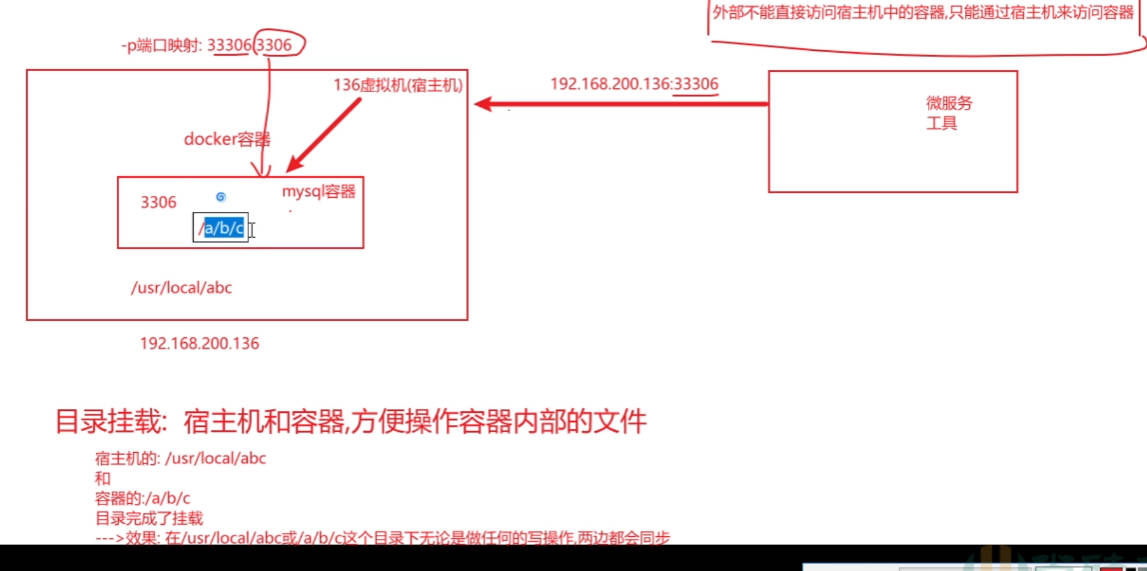 外部不能直接访问宿主机中的容器,只能通过宿主机来访问容器
-p端口映射: 33306:3306
136虚拟机(宿主机)
192.168.200.136:33306
微服务
工具
docker容器
3306
mysql容器
/a/b/c
/usr/local/abc
192.168.200.136
目录挂载: 宿主机和容器,方便操作容器内部的文件
宿主机的: /usr/local/abc
和
容器的:/a/b/c
目录完成了挂载
--->效果: 在/usr/local/abc或/a/b/c这个目录下无论是做任何的写操作,两边都会同步